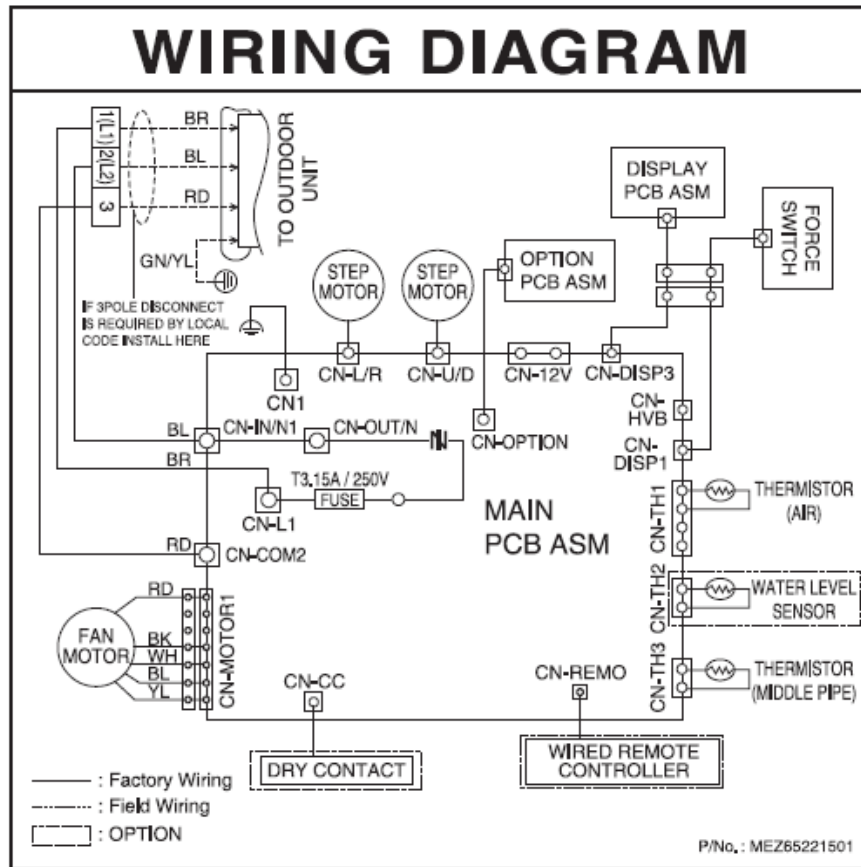 WIRING DIAGRAM
1(L1)
2(L2)
3
BR
BL
RD
GN/YL
TO OUTDOOR
UNIT
IF 3POLE DISCONNECT
IS REQUIRED BY LOCAL
CODE INSTALL HERE
STEP
MOTOR
STEP
MOTOR
OPTION
PCB ASM
DISPLAY
PCB ASM
FORCE
SWITCH
CN1
CN-L/R
CN-U/D
CN-12V
CN-DISP3
CN-
HVB
CN-
DISP1
CN-OPTION
BL
CN-IN/N1
CN-OUT/N
BR
CN-L1
T3.15A / 250V
FUSE
RD
CN-COM2
MAIN
PCB ASM
CN-TH1
THERMISTOR
(AIR)
CN-TH2
WATER LEVEL
SENSOR
CN-TH3
THERMISTOR
(MIDDLE PIPE)
FAN
MOTOR
RD
BK
WH
BL
YL
CN-MOTOR1
CN-CC
DRY CONTACT
CN-REMO
WIRED REMOTE
CONTROLLER
: Factory Wiring
: Field Wiring
: OPTION
P/No. : MEZ65221501